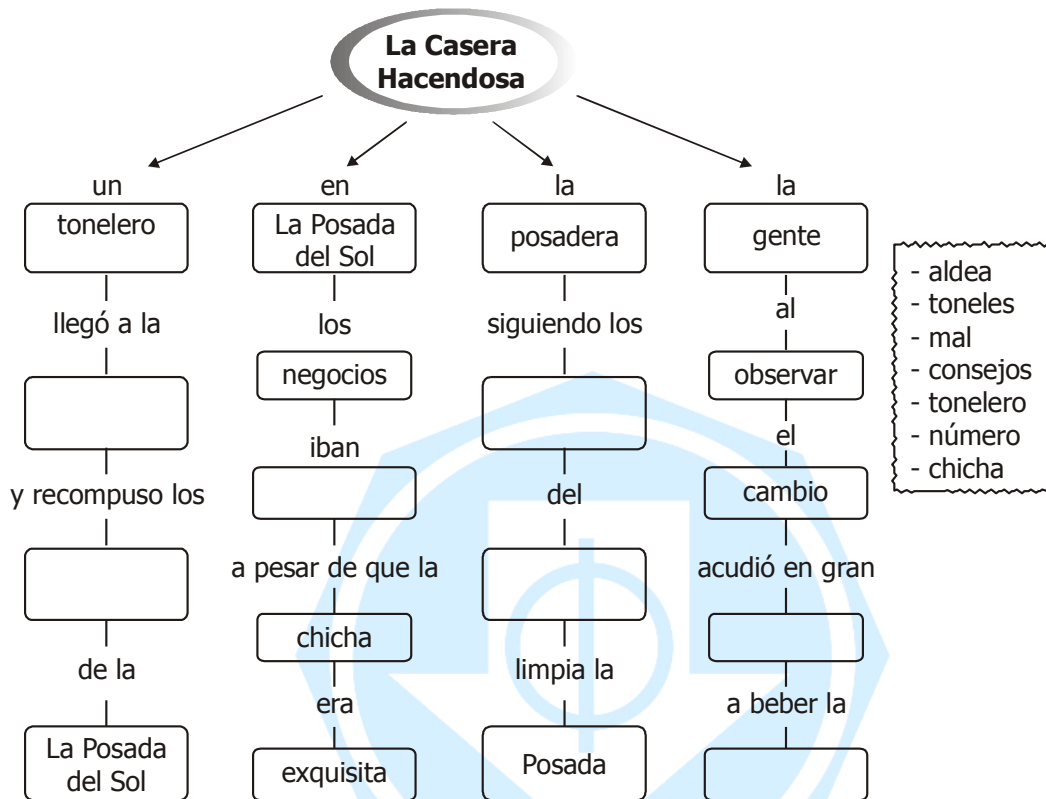 La Casera
Hacendosa
un
tonelero
llegó a la
y recompuso los
de la
La Posada
del Sol
en
La Posada
del Sol
los
negocios
iban
a pesar de que la
chicha
era
exquisita
la
posadera
siguiendo los
del
limpia la
Posada
la
gente
al
observar
el
cambio
acudió en gran
a beber la
- aldea
- toneles
- mal
- consejos
- tonelero
- número
- chicha